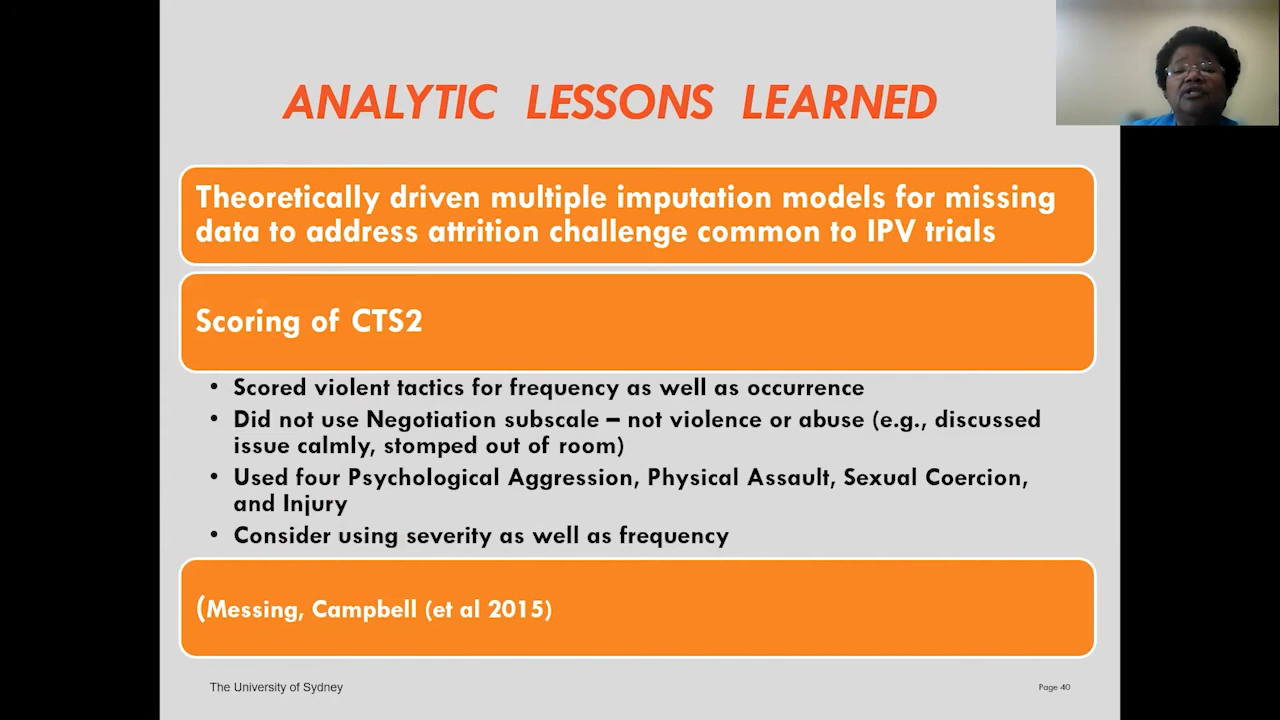 ANALYTIC LESSONS LEARNED
Theoretically driven multiple imputation models for missing
data to address attrition challenge common to IPV trials
Scoring of CTS2
• Scored violent tactics for frequency as well as occurrence
• Did not use Negotiation subscale – not violence or abuse (e.g., discussed
issue calmly, stomped out of room)
• Used four Psychological Aggression, Physical Assault, Sexual Coercion,
and Injury
• Consider using severity as well as frequency
(Messing, Campbell (et al 2015)
The University of Sydney
Page 40